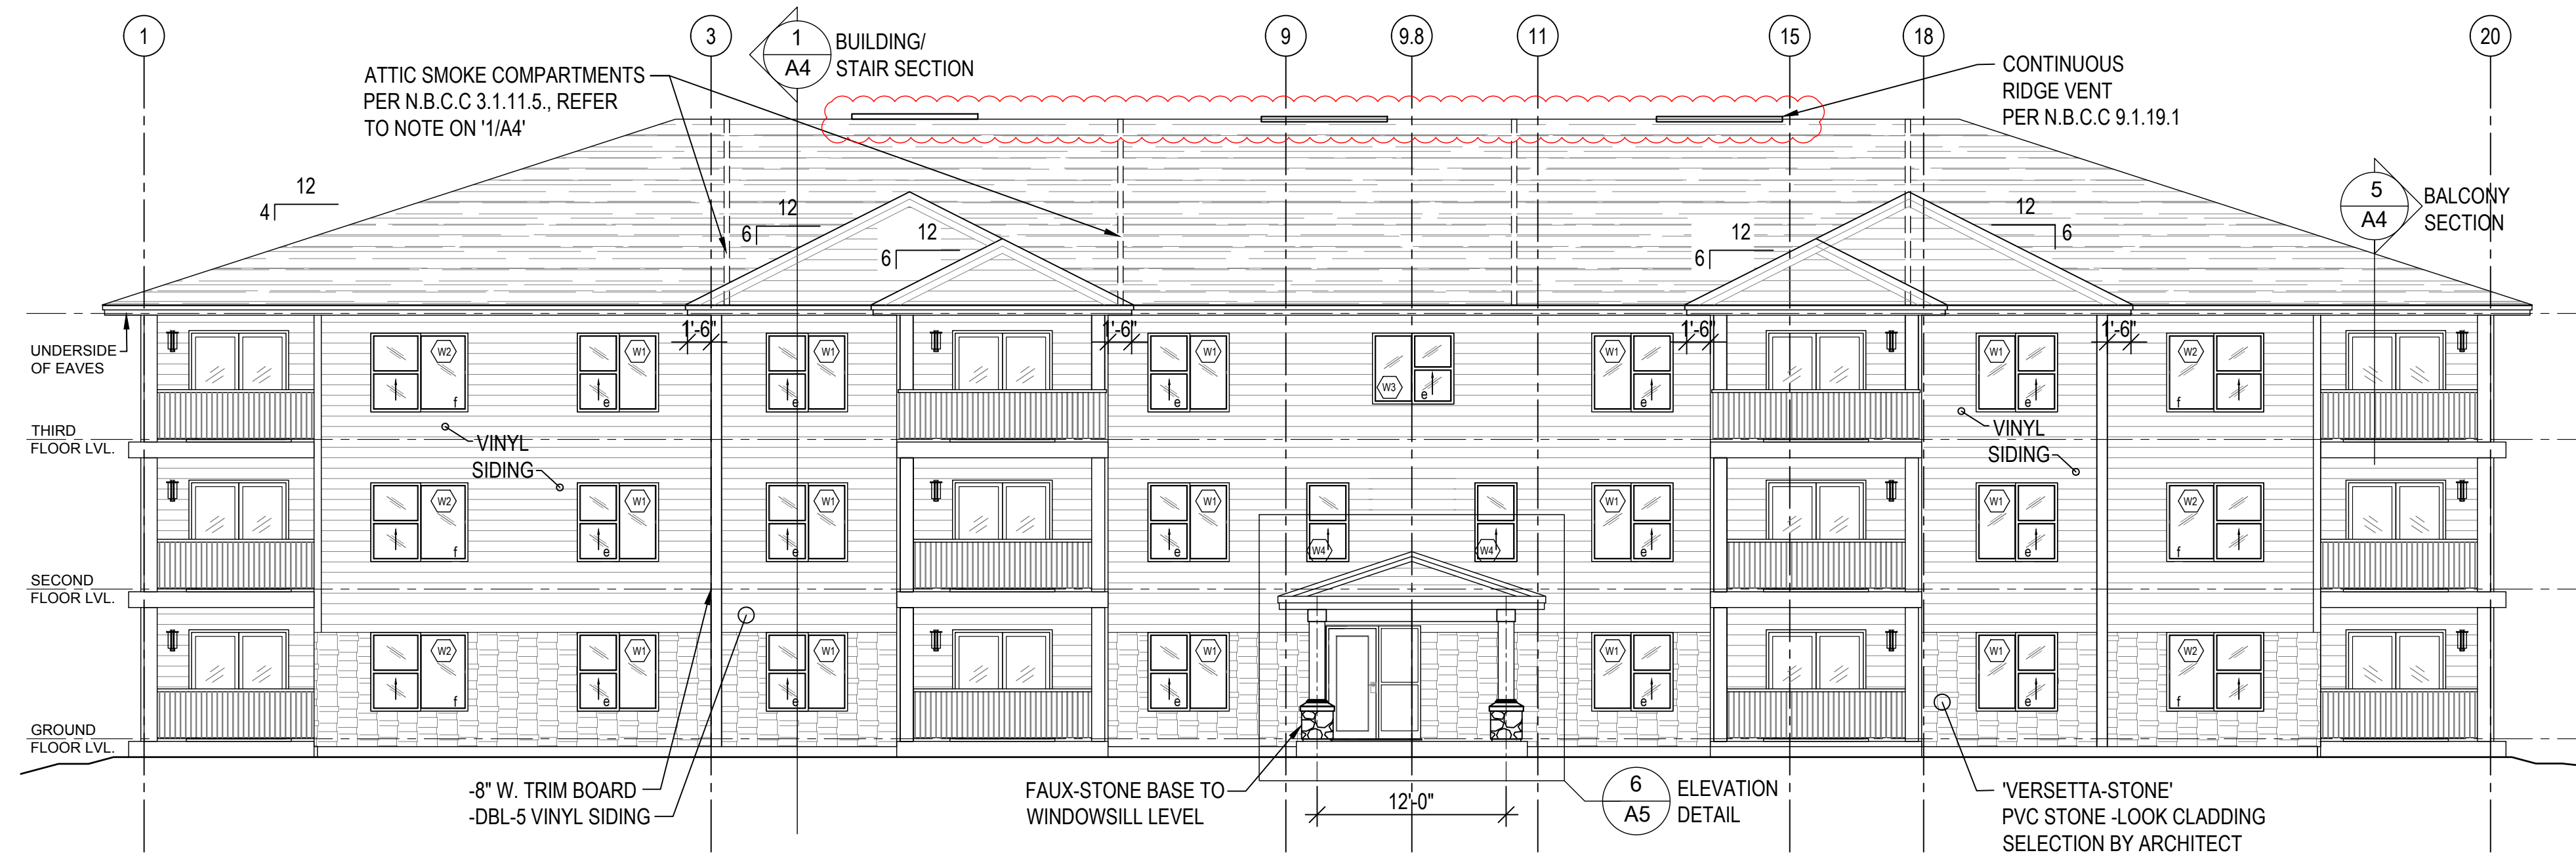 1
3
1
A4
BUILDING/
STAIR SECTION
9
9.8
11
15
18
20
ATTIC SMOKE COMPARTMENTS
PER N.B.C.C 3.1.11.5., REFER
TO NOTE ON '1/A4'
CONTINUOUS
RIDGE VENT
PER N.B.C.C 9.1.19.1
12
4
12
6
12
6
12
6
12
6
5
A4
BALCONY
SECTION
1'-6"
1'-6"
1'-6"
1'-6"
UNDERSIDE
OF EAVES
W2
f
W1
e
W1
e
W1
e
W3
e
W1
e
W1
e
W2
f
THIRD
FLOOR LVL.
VINYL
SIDING
VINYL
SIDING
W2
f
W1
e
W1
e
W1
e
W4
W4
W1
e
W1
e
W2
f
SECOND
FLOOR LVL.
W2
f
W1
e
W1
e
W1
e
W1
e
W1
e
W2
f
GROUND
FLOOR LVL.
-8" W. TRIM BOARD
-DBL-5 VINYL SIDING
FAUX-STONE BASE TO
WINDOWSILL LEVEL
12'-0"
6
A5
ELEVATION
DETAIL
'VERSETTA-STONE'
PVC STONE -LOOK CLADDING
SELECTION BY ARCHITECT